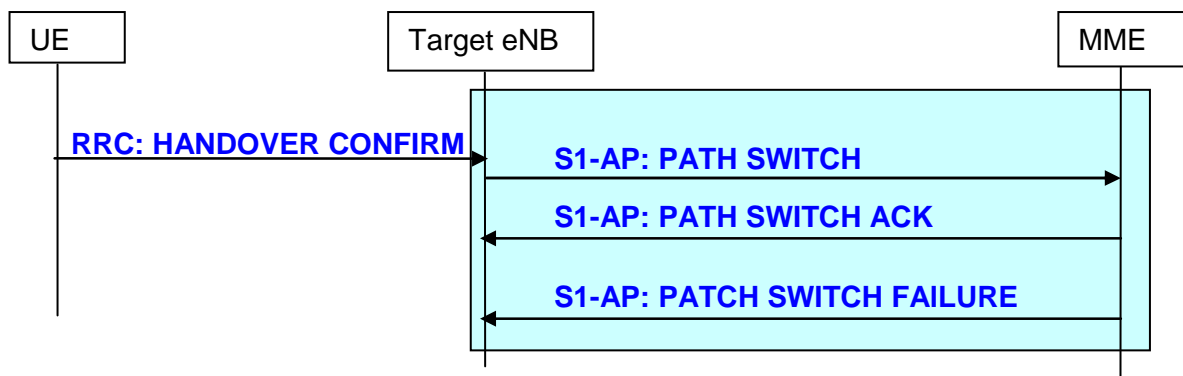 UE
Target eNB
MME
RRC: HANDOVER CONFIRM
S1-AP: PATH SWITCH
S1-AP: PATH SWITCH ACK
S1-AP: PATCH SWITCH FAILURE